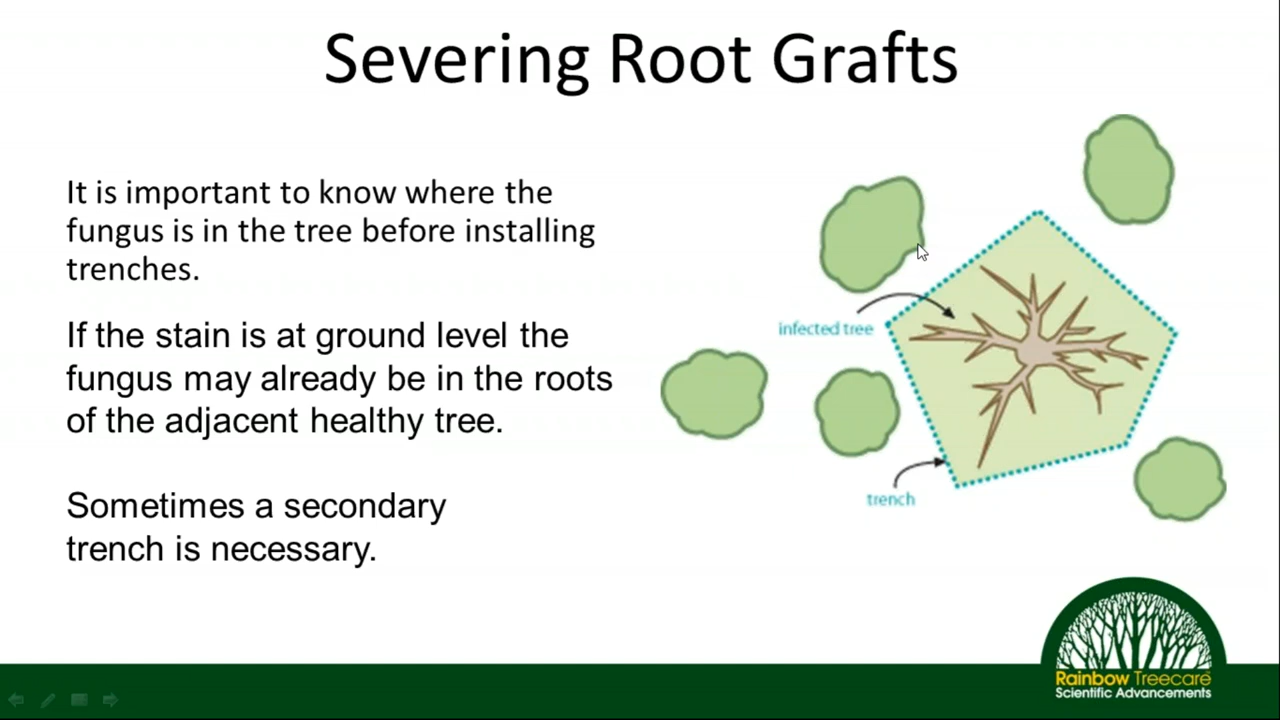 Severing Root Grafts
It is important to know where the
fungus is in the tree before installing
trenches.
If the stain is at ground level the
fungus may already be in the roots
of the adjacent healthy tree.
Sometimes a secondary
trench is necessary.
infected tree
trench
Rainbow Treecare
Scientific Advancements